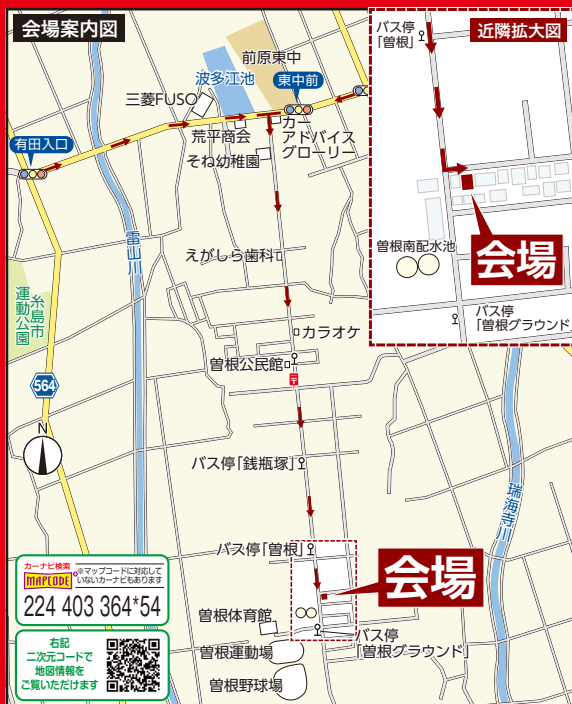 会場案内図
近隣拡大図
バス停
「曽根」
曽根南配水池
会場
バス停
「曽根グラウンド」
前原東中
波多江池
東中前
三菱FUSO
有田入口
荒平商会
カー
アドバイス
グローリー
そね幼稚園
雷山川
えがしら歯科
糸島市
運動公園
カラオケ
曽根公民館
564
N
バス停「銭瓶塚」
瑞海寺川
バス停「曽根」
会場
曽根体育館
バス停
「曽根グラウンド」
曽根運動場
曽根野球場
カーナビ検索
MAPCODE
※マップコードに対応して
いないカーナビもあります
224 403 364*54
右記
二次元コードで
地図情報を
ご覧いただけます